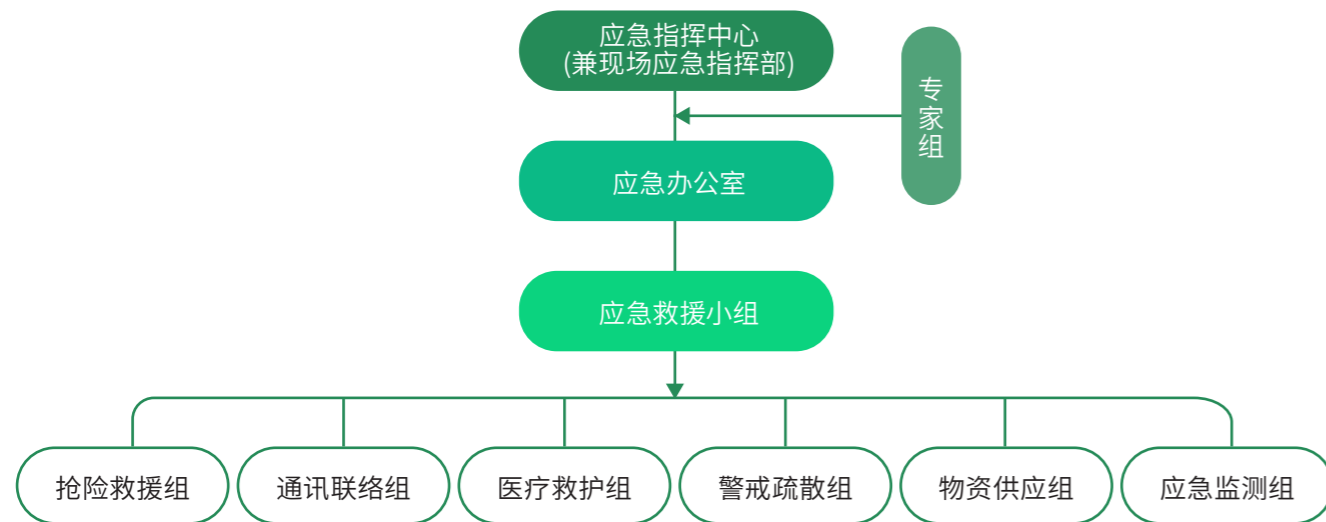 应急指挥中心
(兼现场应急指挥部)
专家组
应急办公室
应急救援小组
抢险救援组
通讯联络组
医疗救护组
警戒疏散组
物资供应组
应急监测组